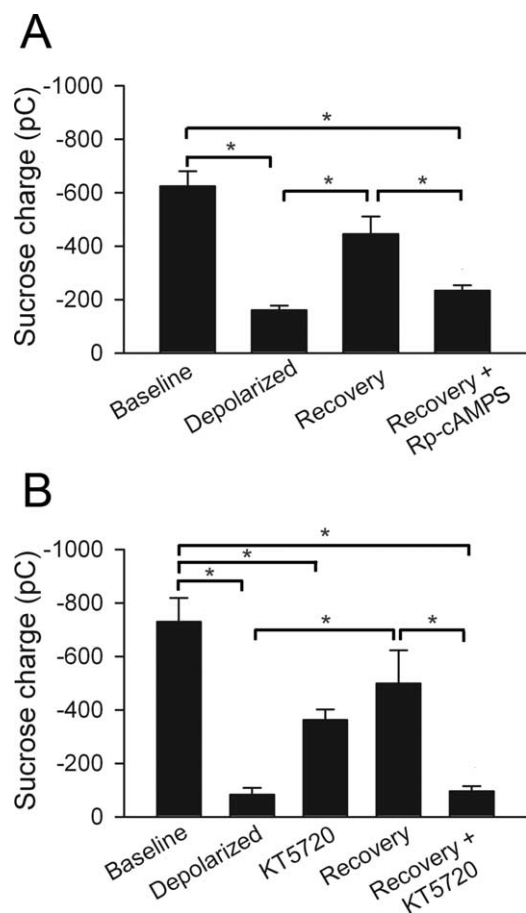 A
Sucrose charge (pC)
-1000
-800
-600
-400
-200
0
*
*
*
*
Baseline
Depolarized
Recovery
Recovery +
Rp-cAMPS
B
Sucrose charge (pC)
-1000
-800
-600
-400
-200
0
*
*
*
*
*
Baseline
Depolarized
KT5720
Recovery
Recovery +
KT5720